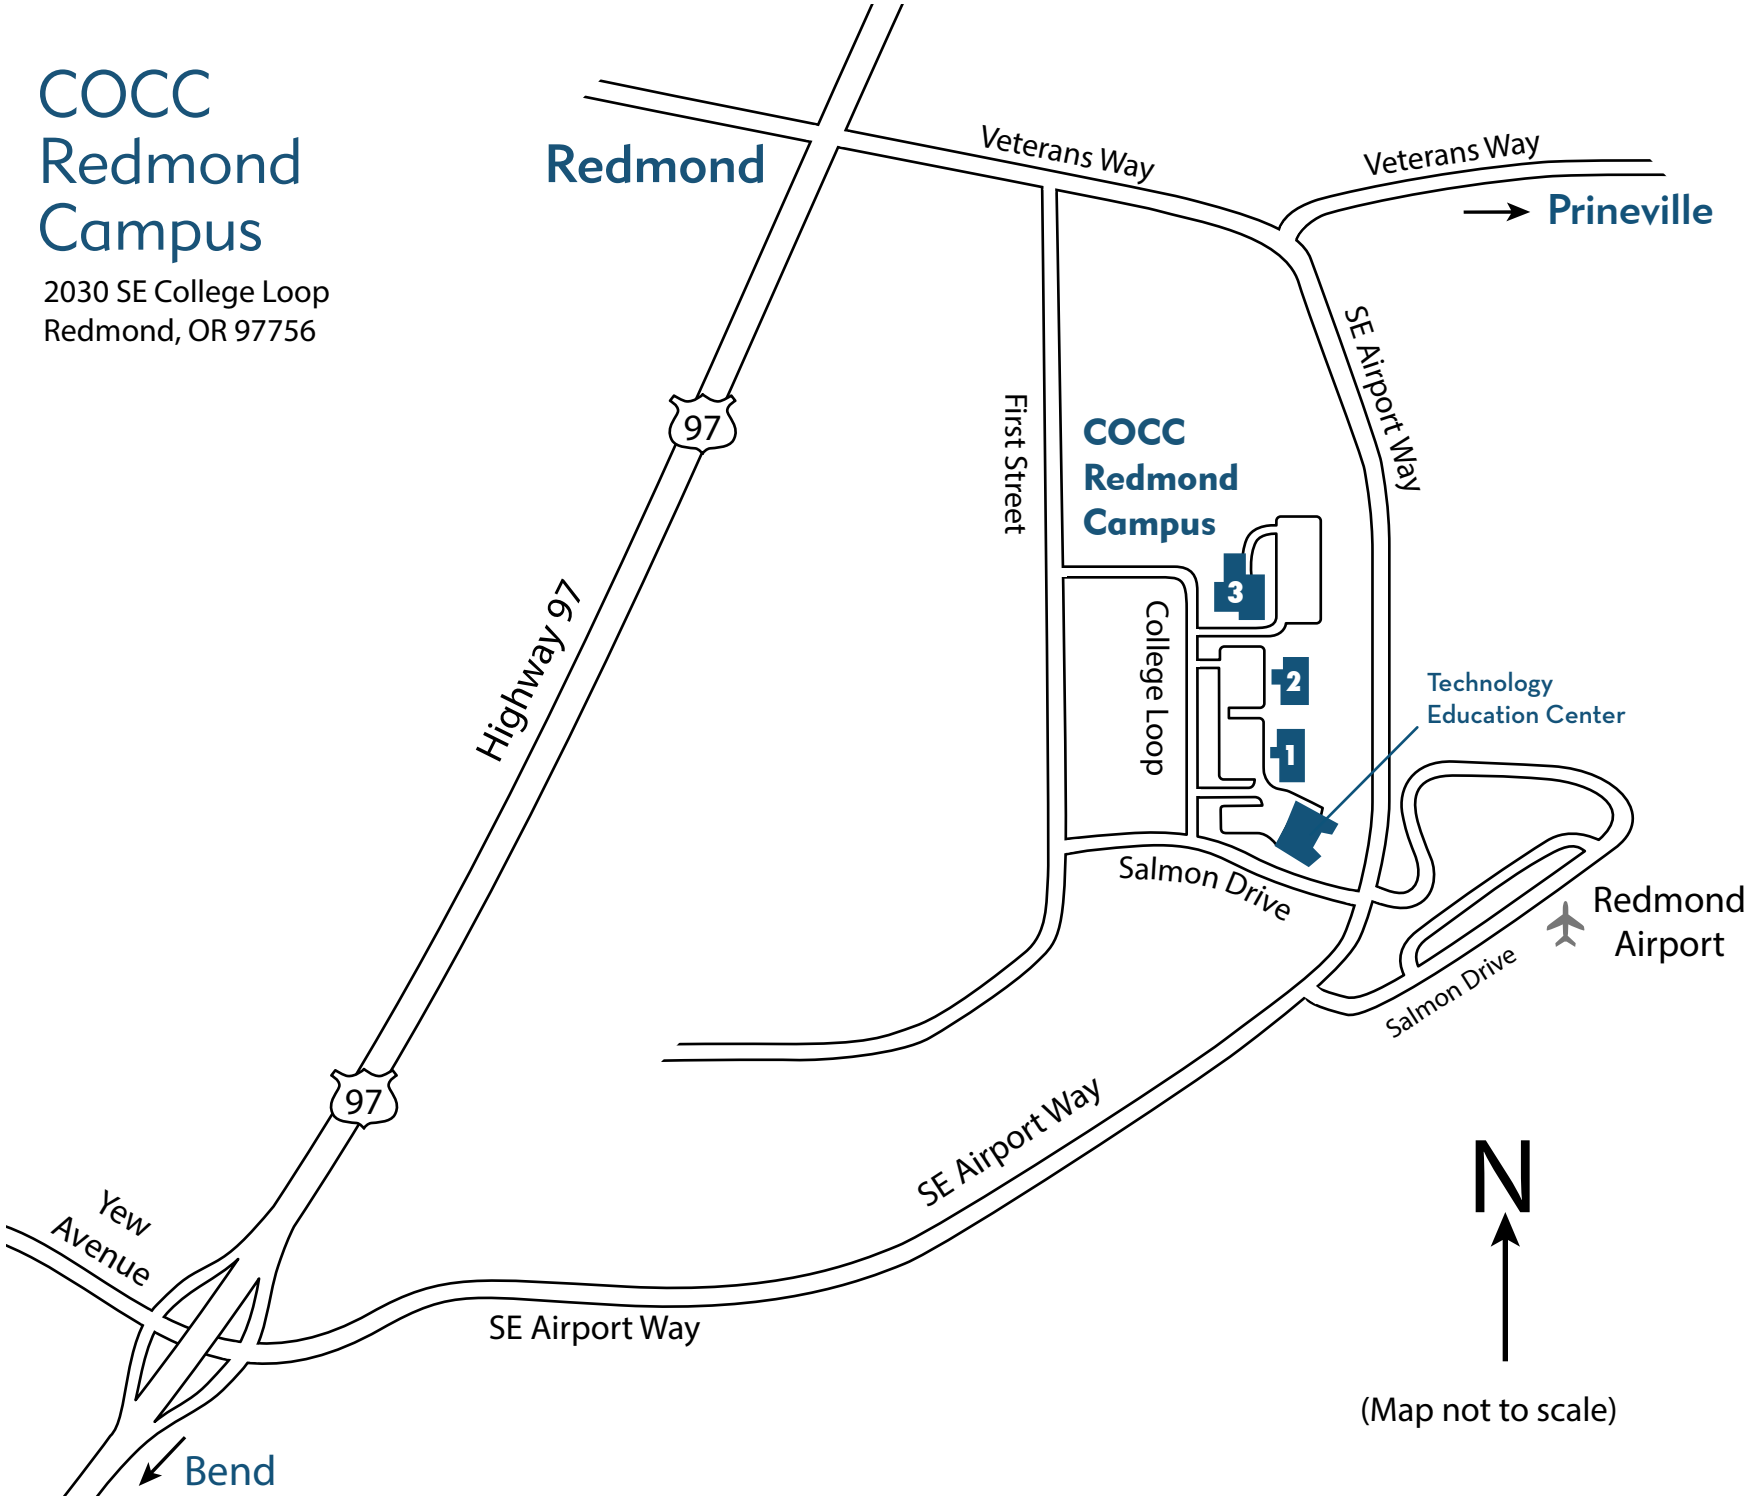 COCC
Redmond
Campus
2030 SE College Loop
Redmond, OR 97756
Redmond
Veterans Way
Veterans Way
Prineville
SE Airport Way
97
First Street
COCC
Redmond
Campus
3
College Loop
2
Technology
Education Center
1
Highway 97
Salmon Drive
Redmond
Airport
Salmon Drive
97
SE Airport Way
Yew
Avenue
SE Airport Way
N
(Map not to scale)
Bend